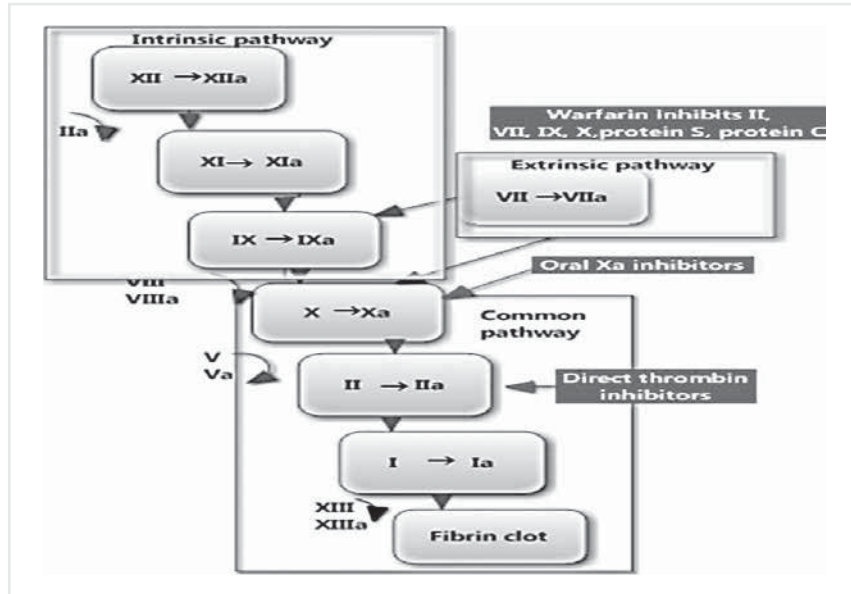 Intrinsic pathway
XII →XIIa
IIa
XI→ XIa
Warfarin Inhibits II,
VII, IX, X,protein S, protein C
Extrinsic pathway
VII →VIIa
IX →IXa
Oral Xa inhibitors
VIII
VIIIa
X →Xa
Common
pathway
V
Va
II →IIa
Direct thrombin
inhibitors
I → Ia
XIII
XIIIa
Fibrin clot